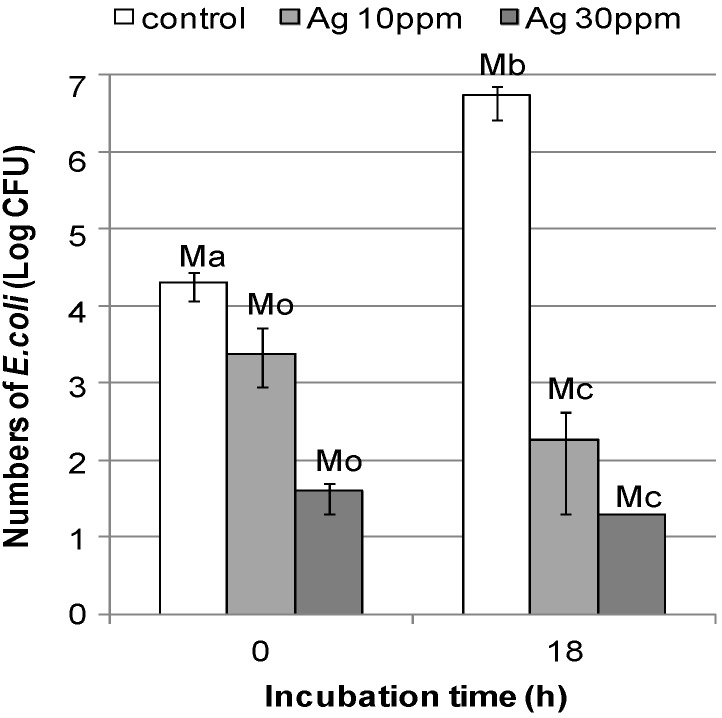 control Ag 10ppm Ag 30ppm
Numbers of E.coli (Log CFU)
7
6
5
4
3
2
1
0
Ma
Mo
Mo
Mb
Mc
Mc
0 18
Incubation time (h)